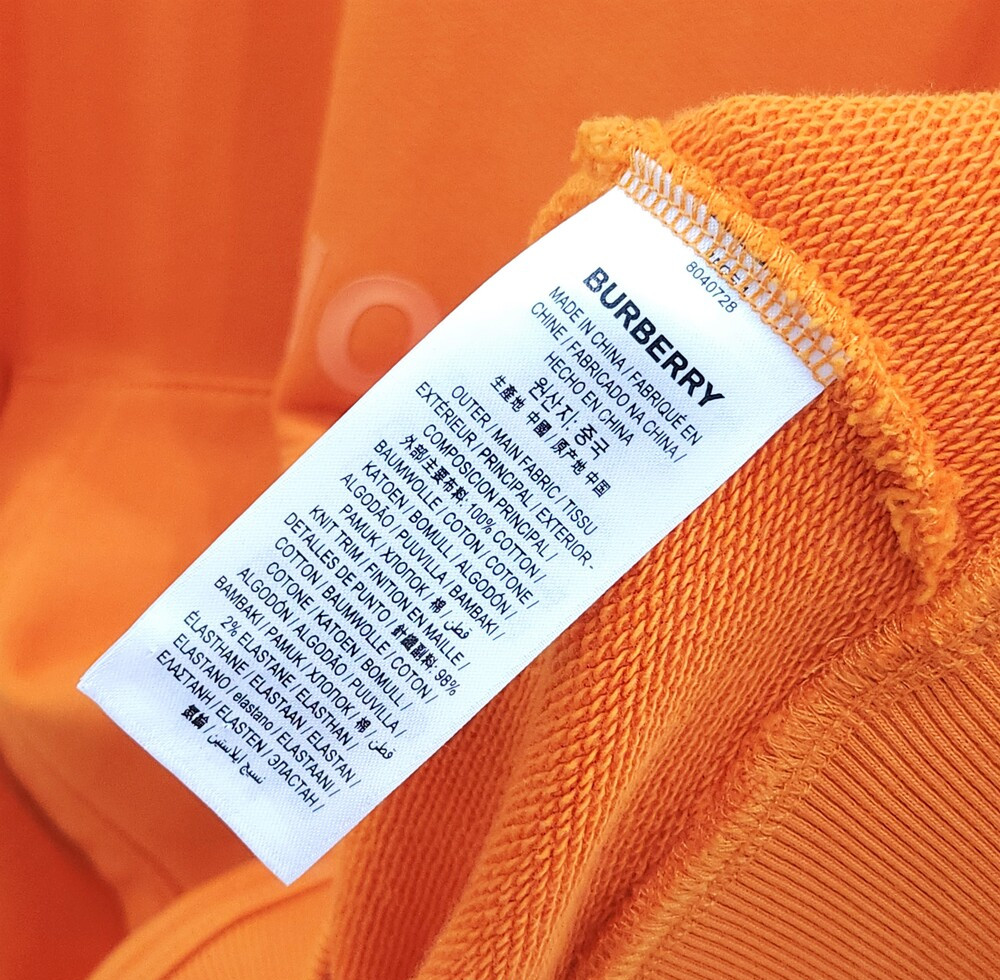 8040728
BURBERRY
MADE IN CHINA / FABRIQUÉ EN
CHINE / FABRICADO NA CHINA /
HECHO EN CHINA
원산지: 중국
生產地 中國 / 原产地 中国
OUTER / MAIN FABRIC / TISSU
EXTÉRIEUR / PRINCIPAL / EXTERIOR -
COMPOSICION PRINCIPAL /
外部/主要布料: 100% COTTON /
BAUMWOLLE / COTON / COTONE /
KATOEN / BOMULL / ALGODÓN /
ALGODÃO / PUUVILLA / BAMBAKI /
PAMUK / ХЛОПОК / 棉 / قطن
KNIT TRIM / FINITION EN MAILLE /
DETALLES DE PUNTO / 針織副料: 98%
COTTON / BAUMWOLLE / COTON /
COTONE / KATOEN / BOMULL /
ALGODÓN / ALGODÃO / PUUVILLA /
BAMBAKI / PAMUK / ХЛОПОК / 棉 / قطن
2% ELASTANE / ELASTHAN /
ÉLASTHANE / ELASTAAN / ELASTAN /
ELASTANO / elastano / ELASTAANI /
ΕΛΑΣΤΑΝΗ / ELASTEN / ЭЛАСТАН /
氨綸 / نسيج إيلاستين
O